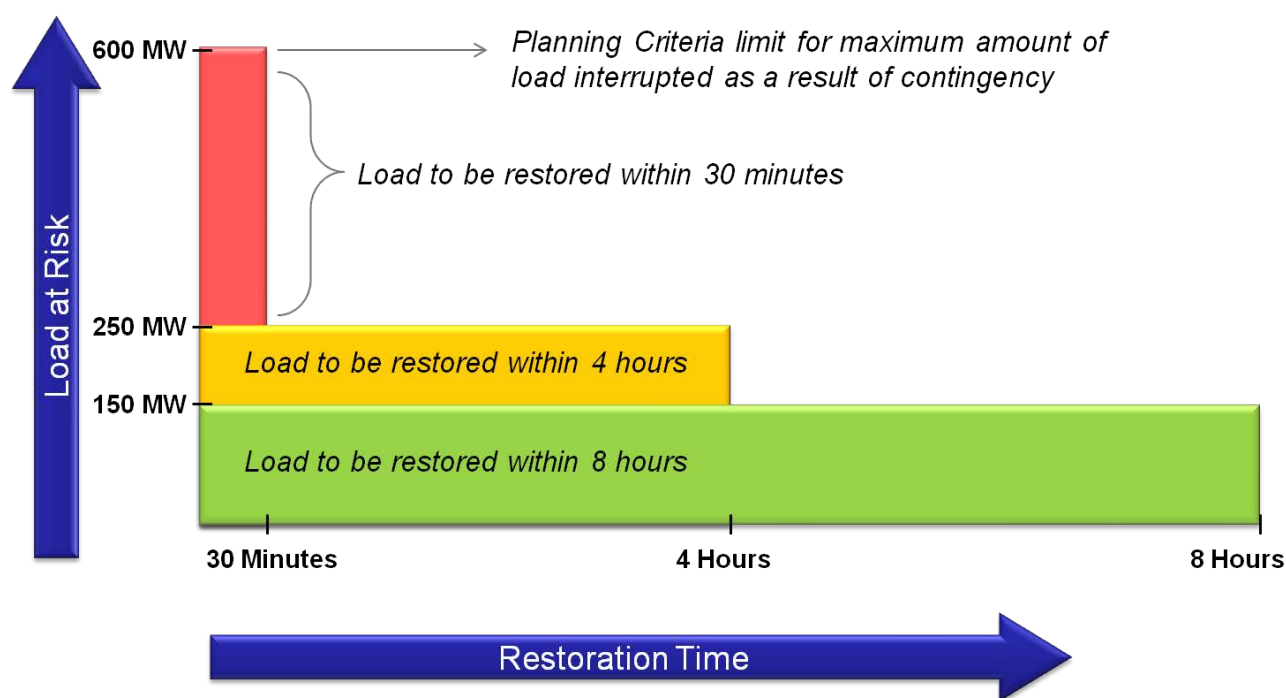 600 MW
Planning Criteria limit for maximum amount of
load interrupted as a result of contingency
Load to be restored within 30 minutes
Load at Risk
250 MW
Load to be restored within 4 hours
150 MW
Load to be restored within 8 hours
30 Minutes
4 Hours
8 Hours
Restoration Time